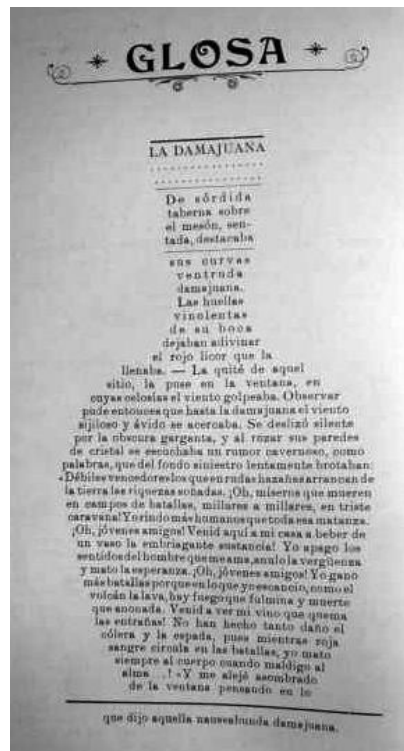 GLOSA
LA DAMAJUANA
De sórdida
taberna sobre
el mesón, sen-
tada, destacaba
sus curvas
ventruda
damajuana.
Las huellas
vinolentas
de su boca
dejaban adivinar
el rojo licor que la
llenaba. — La quité de aquel
sitio, la puse en la ventana, en
cuyas celosías el viento golpeaba. Observar
pude entonces que hasta la damajuana el viento
sijiloso y ávido se acercaba. Se deslizó silente
por la obscura garganta, y al rozar sus paredes
de cristal se escuchaba un rumor cavernoso, como
palabras, que del fondo siniestro lentamente brotaban:
«Débiles vencedores los que en rudas hazañas arrancan de
la tierra las riquezas soñadas. ¡Oh, míseros que mueren
en campos de batallas, millares a millares, en triste
caravana! Yo rindo más humanos que toda esa matanza.
¡Oh, jóvenes amigos! Venid aquí a mi casa a beber de
un vaso la embriagante sustancia! Yo apago los
sentidos del hombre que me ama, anulo la vergüenza
y mato la esperanza. ¡Oh, jóvenes amigos! Yo gano
más batallas porque en lo que yo escancio, como el
volcán la lava, hay fuego que fulmina y muerte
que anonada. Venid a ver mi vino que quema
las entrañas! No han hecho tanto daño el
cólera y la espada, pues mientras roja
sangre circula en las batallas, yo mato
siempre al cuerpo cuando maldigo al
alma...! «Y me alejé asombrado
de la ventana pensando en lo
que dijo aquella nauseabunda damajuana.